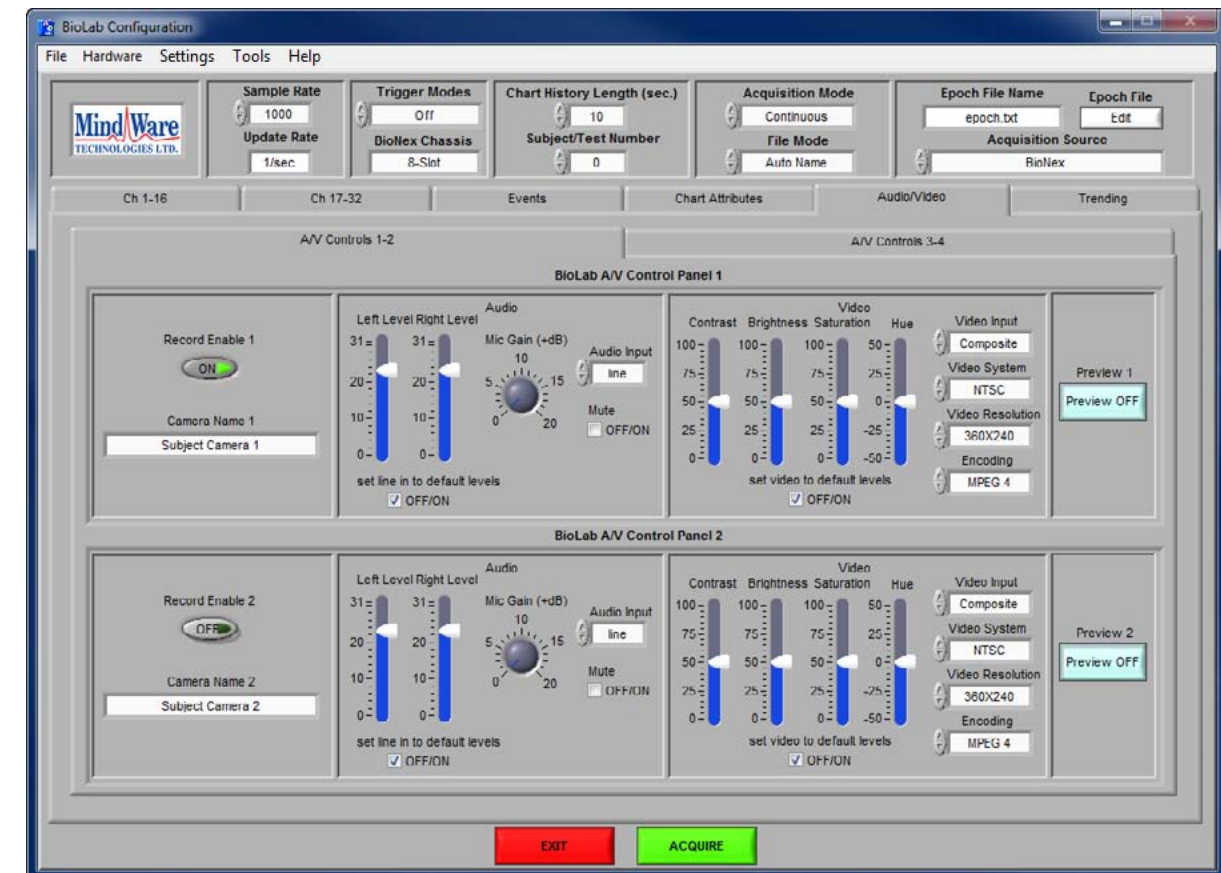 BioLab Configuration
File Hardware Settings Tools Help
MindWare
TECHNOLOGIES LTD.
Sample Rate
1000
Update Rate
1/sec
Trigger Modes
Off
BioNex Chassis
8-Slot
Chart History Length (sec.)
10
Subject/Test Number
0
Acquisition Mode
Continuous
File Mode
Auto Name
Epoch File Name
epoch.txt
Epoch File
Edit
Acquisition Source
BioNex
Ch 1-16 Ch 17-32 Events Chart Attributes Audio/Video Trending
A/V Controls 1-2 A/V Controls 3-4
BioLab A/V Control Panel 1
Record Enable 1
ON
Camera Name 1
Subject Camera 1
Audio
Left Level Right Level
31 31
20 20
10 10
0 0
Mic Gain (+dB)
10
5 15
0 20
Audio Input
line
Mute
OFF/ON
set line in to default levels
OFF/ON
Video
Contrast Brightness Saturation Hue
100 100 100 50
75 75 75 25
50 50 50 0
25 25 25 -25
0 0 0 -50
set video to default levels
OFF/ON
Video Input
Composite
Video System
NTSC
Video Resolution
360X240
Encoding
MPEG 4
Preview 1
Preview OFF
BioLab A/V Control Panel 2
Record Enable 2
OFF
Camera Name 2
Subject Camera 2
Audio
Left Level Right Level
31 31
20 20
10 10
0 0
Mic Gain (+dB)
10
5 15
0 20
Audio Input
line
Mute
OFF/ON
set line in to default levels
OFF/ON
Video
Contrast Brightness Saturation Hue
100 100 100 50
75 75 75 25
50 50 50 0
25 25 25 -25
0 0 0 -50
set video to default levels
OFF/ON
Video Input
Composite
Video System
NTSC
Video Resolution
360X240
Encoding
MPEG 4
Preview 2
Preview OFF
EXIT ACQUIRE